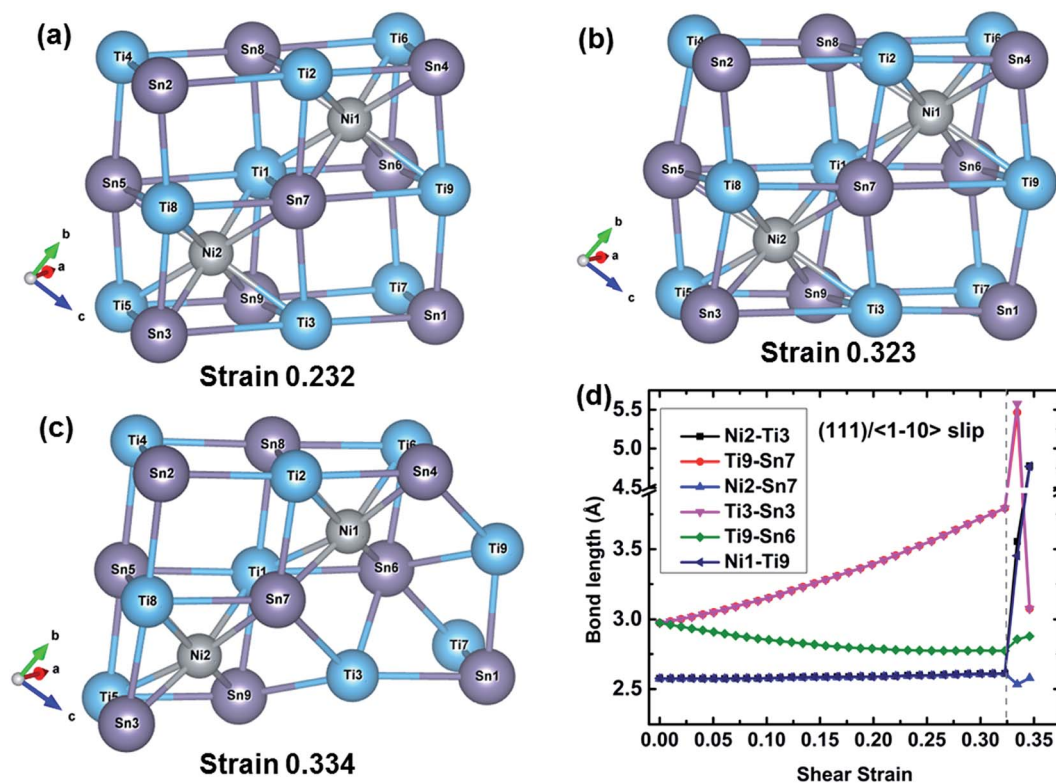 (a)
Ti4
Sn8
Ti6
Sn2
Ti2
Sn4
Ni1
Sn5
Ti1
Sn6
Ti8
Sn7
Ti9
Ni2
Ti5
Sn9
Ti7
Sn3
Ti3
Sn1
b
a
c
Strain 0.232
(b)
Ti4
Sn8
Ti6
Sn2
Ti2
Sn4
Ni1
Sn5
Ti1
Sn6
Ti8
Sn7
Ti9
Ni2
Ti5
Sn9
Ti7
Sn3
Ti3
Sn1
b
a
c
Strain 0.323
(c)
Ti4
Sn8
Ti6
Sn2
Ti2
Sn4
Ni1
Ti9
Sn5
Ti1
Sn6
Ti8
Sn7
Ni2
Ti7
Ti5
Sn9
Ti3
Sn1
Sn3
b
a
c
Strain 0.334
(d)
Ni2-Ti3
Ti9-Sn7
Ni2-Sn7
Ti3-Sn3
Ti9-Sn6
Ni1-Ti9
(111)/<1-10> slip
Bond length (Å)
5.5
5.0
4.5
3.5
3.0
2.5
0.00 0.05 0.10 0.15 0.20 0.25 0.30 0.35
Shear Strain